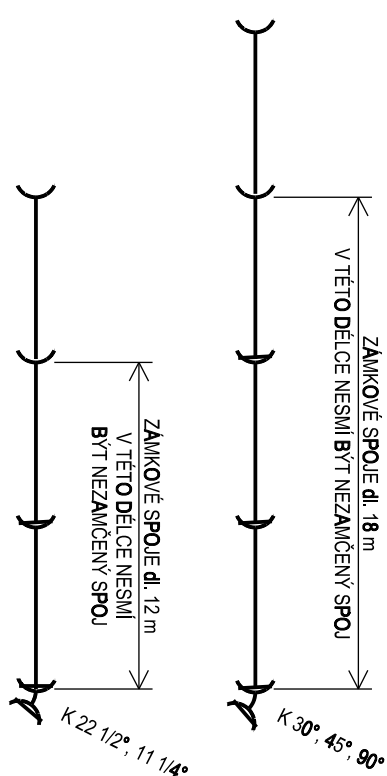 ZÁMKOVÉ SPOJE dl. 18 m
V TÉTO DÉLCE NESMÍ BÝT NEZAMČENÝ SPOJ
K 30°, 45°, 90°
ZÁMKOVÉ SPOJE dl. 12 m
V TÉTO DÉLCE NESMÍ
BÝT NEZAMČENÝ SPOJ
K 22 1/2°, 11 1/4°